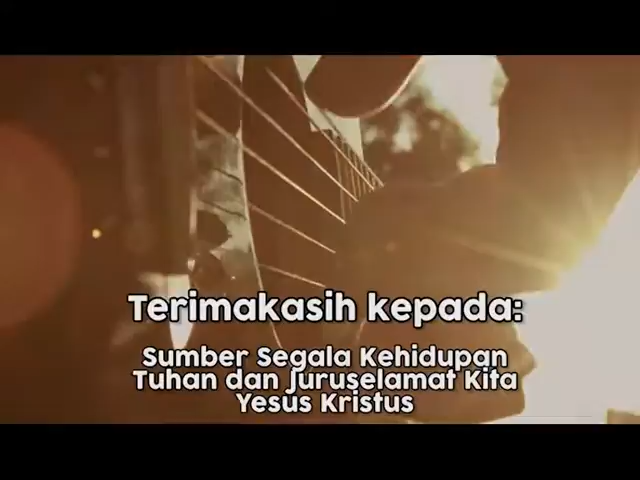 Terimakasih kepada:
Sumber Segala Kehidupan
Tuhan dan Juruselamat Kita
Yesus Kristus